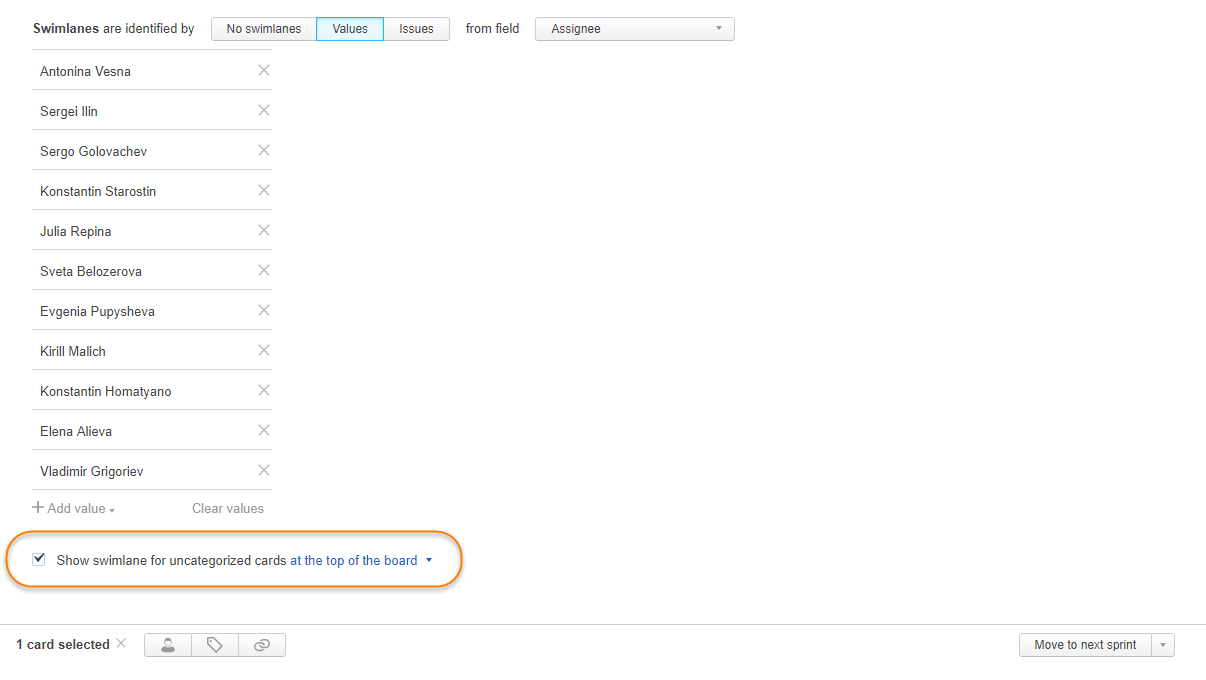 Swimlanes are identified by No swimlanes Values Issues from field Assignee
Antonina Vesna
Sergei Ilin
Sergo Golovachev
Konstantin Starostin
Julia Repina
Sveta Belozerova
Evgenia Pupysheva
Kirill Malich
Konstantin Homatyano
Elena Alieva
Vladimir Grigoriev
Add value Clear values
Show swimlane for uncategorized cards at the top of the board
1 card selected Move to next sprint